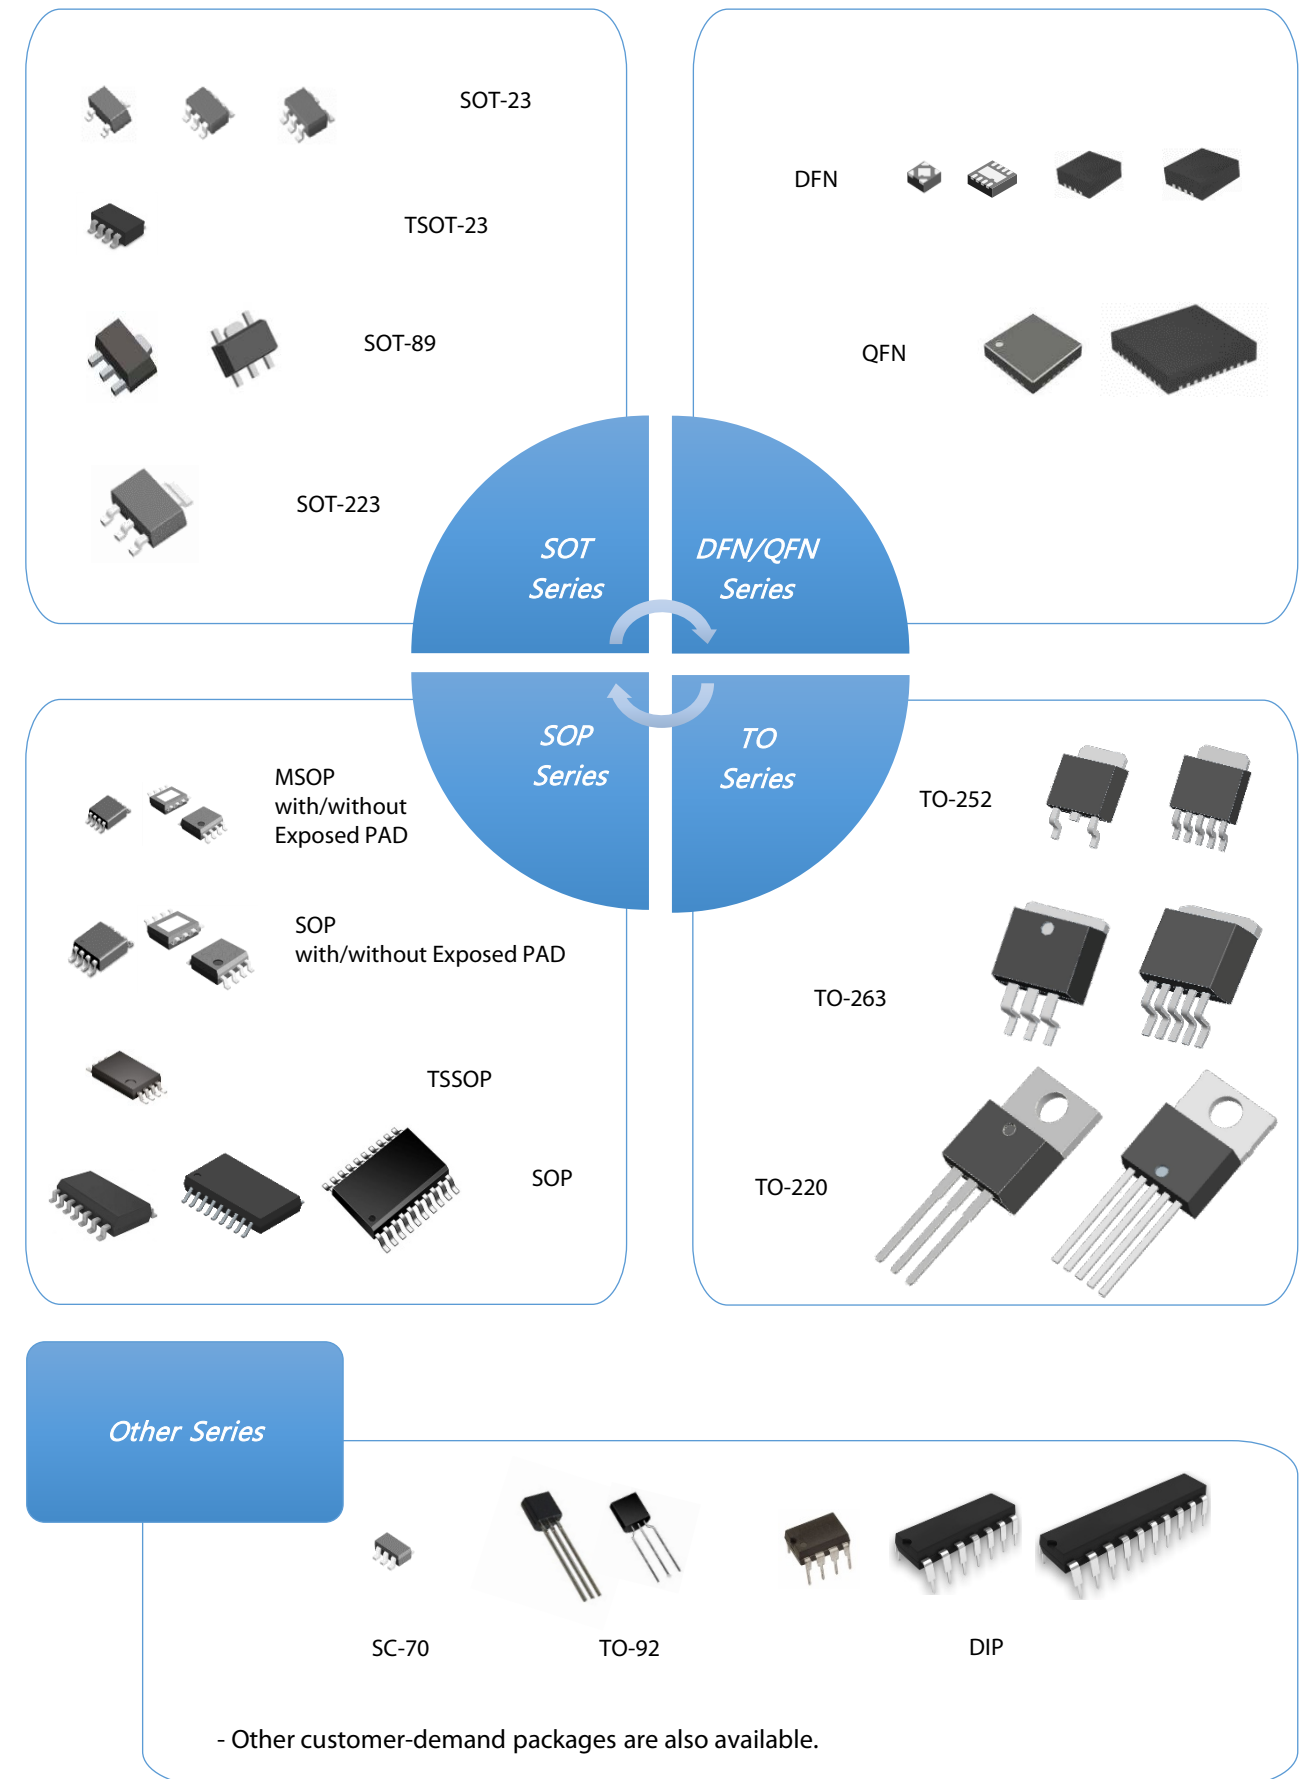 SOT-23
TSOT-23
SOT-89
SOT-223
SOT
Series
DFN
QFN
DFN/QFN
Series
SOP
Series
MSOP
with/without
Exposed PAD
SOP
with/without Exposed PAD
TSSOP
SOP
TO
Series
TO-252
TO-263
TO-220
Other Series
SC-70
TO-92
DIP
- Other customer-demand packages are also available.